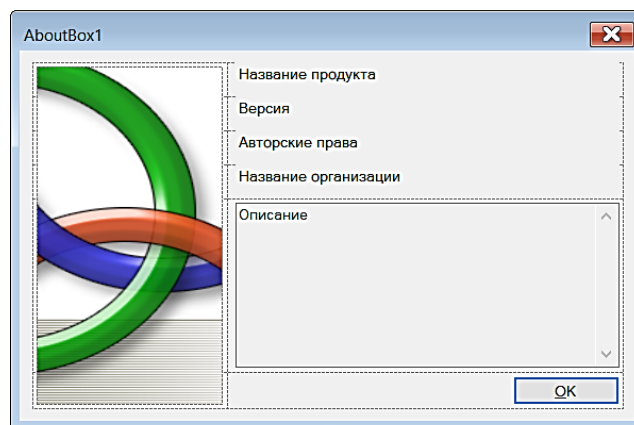 AboutBox1
Название продукта
Версия
Авторские права
Название организации
Описание
OK